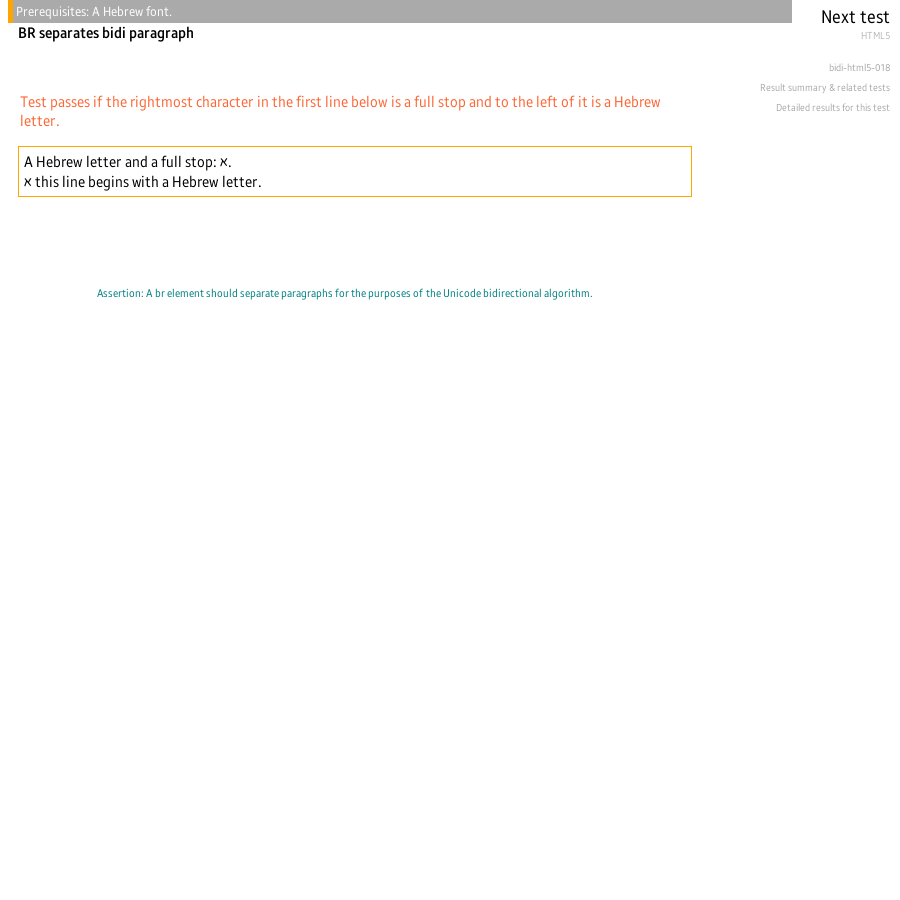 Prerequisites: A Hebrew font.
Next test
BR separates bidi paragraph
HTML5
bidi-html5-018
Result summary & related tests
Detailed results for this test
Test passes if the rightmost character in the first line below is a full stop and to the left of it is a Hebrew
letter.
A Hebrew letter and a full stop: א.
א this line begins with a Hebrew letter.
Assertion: A br element should separate paragraphs for the purposes of the Unicode bidirectional algorithm.